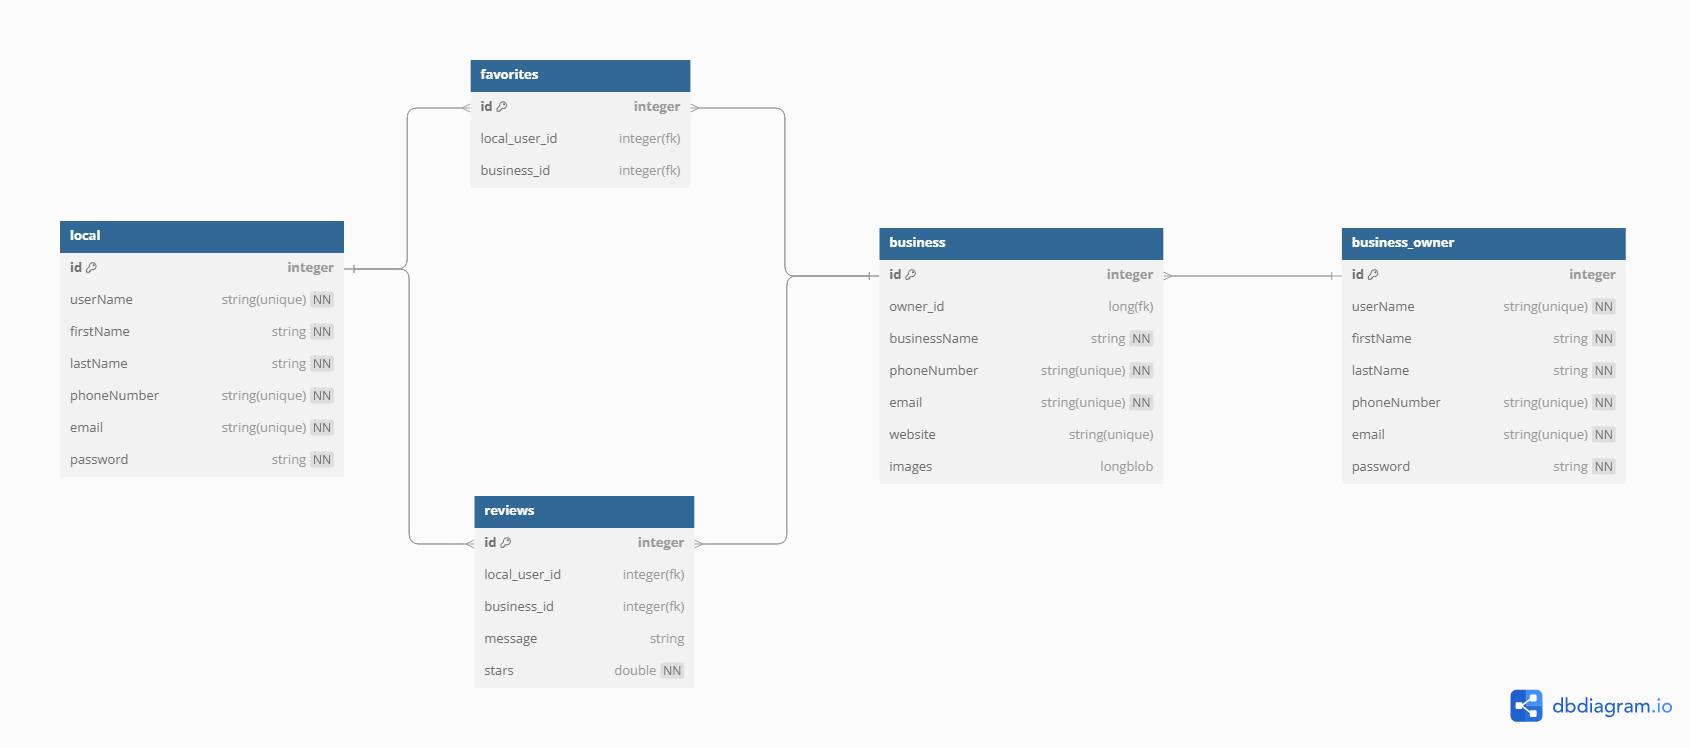 favorites
id integer
local_user_id integer(fk)
business_id integer(fk)
local
id integer
userName string(unique) NN
firstName string NN
lastName string NN
phoneNumber string(unique) NN
email string(unique) NN
password string NN
business
id integer
owner_id long(fk)
businessName string NN
phoneNumber string(unique) NN
email string(unique) NN
website string(unique)
images longblob
business_owner
id integer
userName string(unique) NN
firstName string NN
lastName string NN
phoneNumber string(unique) NN
email string(unique) NN
password string NN
reviews
id integer
local_user_id integer(fk)
business_id integer(fk)
message string
stars double NN
dbdiagram.io